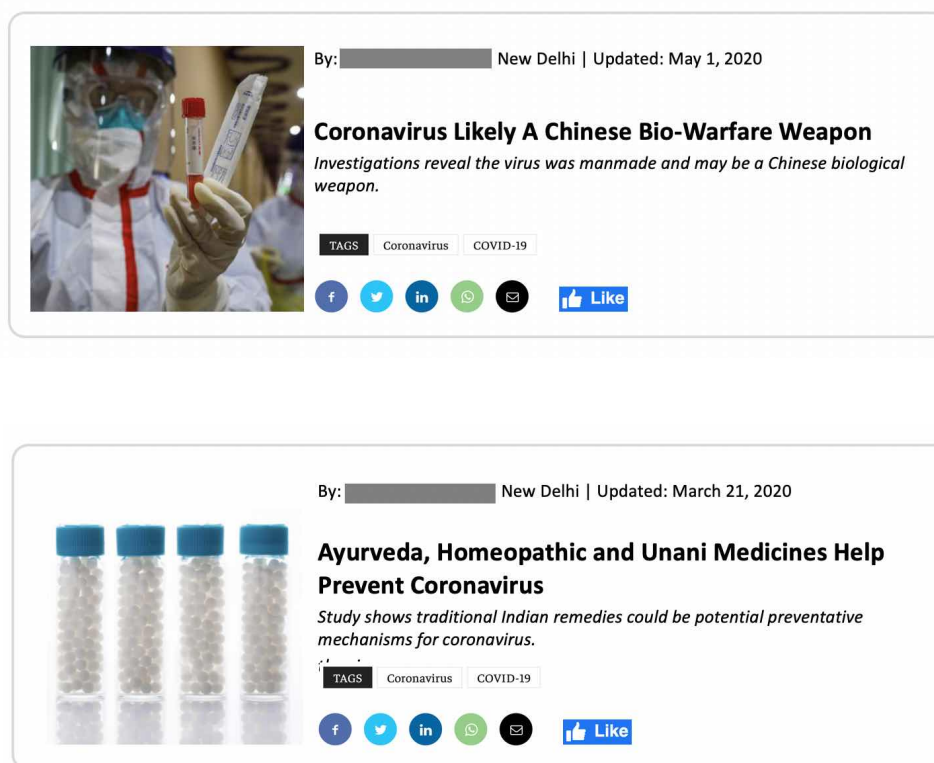 By: New Delhi | Updated: May 1, 2020
Coronavirus Likely A Chinese Bio-Warfare Weapon
Investigations reveal the virus was manmade and may be a Chinese biological
weapon.
TAGS Coronavirus COVID-19
Like
By: New Delhi | Updated: March 21, 2020
Ayurveda, Homeopathic and Unani Medicines Help
Prevent Coronavirus
Study shows traditional Indian remedies could be potential preventative
mechanisms for coronavirus.
TAGS Coronavirus COVID-19
Like